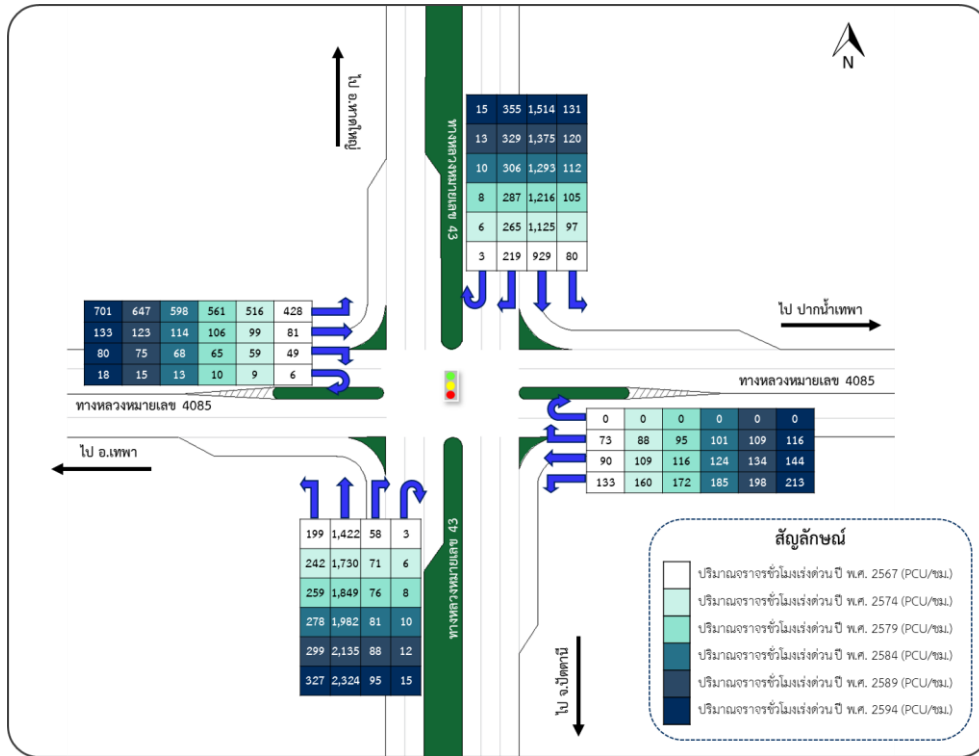 N
ไป อ.หาดใหญ่
ทางหลวงหมายเลข 43
15 355 1,514 131
13 329 1,375 120
10 306 1,293 112
8 287 1,216 105
6 265 1,125 97
3 219 929 80
701 647 598 561 516 428
133 123 114 106 99 81
80 75 68 65 59 49
18 15 13 10 9 6
ไป ปากน้ำเทพา
ทางหลวงหมายเลข 4085
ทางหลวงหมายเลข 4085
ไป อ.เทพา
0 0 0 0 0 0
73 88 95 101 109 116
90 109 116 124 134 144
133 160 172 185 198 213
199 1,422 58 3
242 1,730 71 6
259 1,849 76 8
278 1,982 81 10
299 2,135 88 12
327 2,324 95 15
ทางหลวงหมายเลข 43
ไป จ.ปัตตานี
สัญลักษณ์
ปริมาณจราจรชั่วโมงเร่งด่วน ปี พ.ศ. 2567 (PCU/ชม.)
ปริมาณจราจรชั่วโมงเร่งด่วน ปี พ.ศ. 2574 (PCU/ชม.)
ปริมาณจราจรชั่วโมงเร่งด่วน ปี พ.ศ. 2579 (PCU/ชม.)
ปริมาณจราจรชั่วโมงเร่งด่วน ปี พ.ศ. 2584 (PCU/ชม.)
ปริมาณจราจรชั่วโมงเร่งด่วน ปี พ.ศ. 2589 (PCU/ชม.)
ปริมาณจราจรชั่วโมงเร่งด่วน ปี พ.ศ. 2594 (PCU/ชม.)